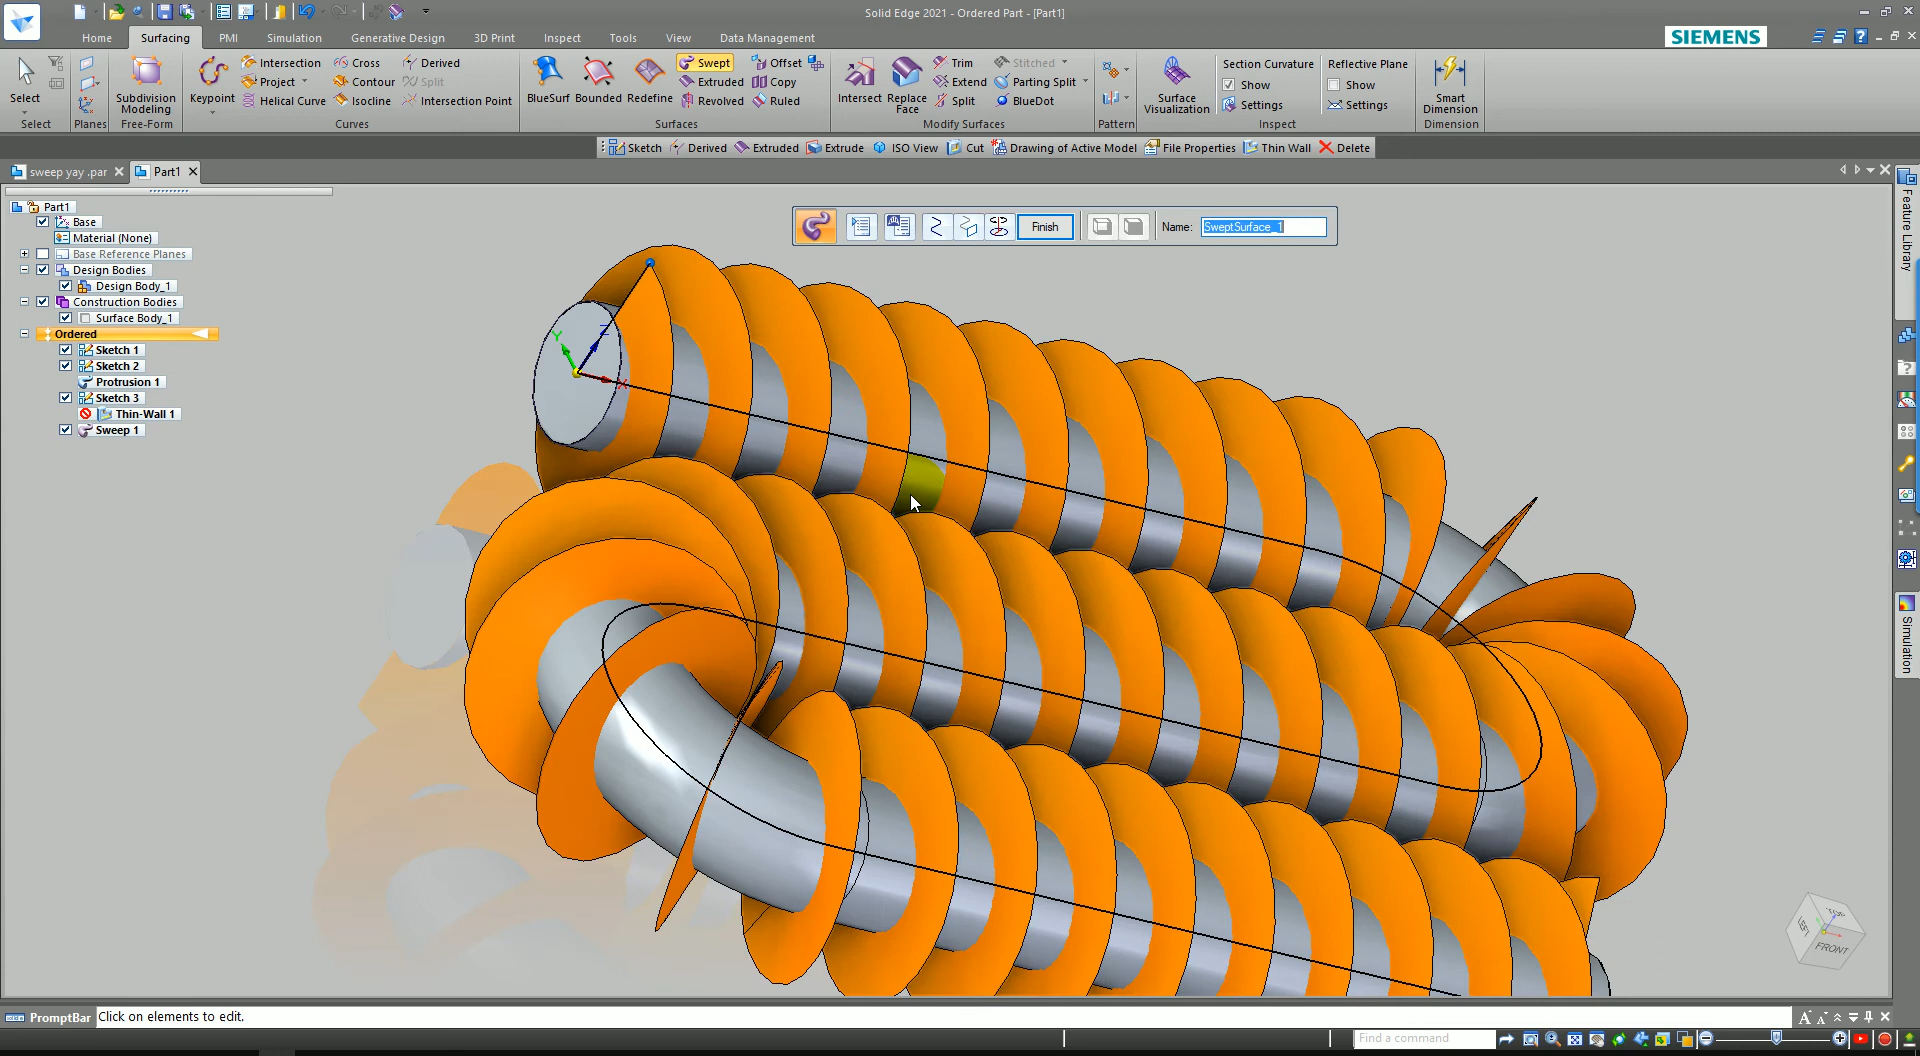 Solid Edge 2021 - Ordered Part - [Part1]
Home Surfacing PMI Simulation Generative Design 3D Print Inspect Tools View Data Management
SIEMENS
Select
Select
Planes
Subdivision Modeling
Free-Form
Keypoint
Intersection
Project
Helical Curve
Cross
Contour
Isocline
Derived
Split
Intersection Point
Curves
BlueSurf
Bounded
Redefine
Swept
Extruded
Revolved
Offset
Copy
Ruled
Surfaces
Intersect
Replace Face
Trim
Extend
Split
Stitched
Parting Split
BlueDot
Modify Surfaces
Pattern
Surface Visualization
Section Curvature
Show
Settings
Reflective Plane
Show
Settings
Inspect
Smart Dimension
Dimension
Sketch Derived Extruded Extrude ISO View Cut Drawing of Active Model File Properties Thin Wall Delete
sweep yay .par
Part1
Part1
Base
Material (None)
Base Reference Planes
Design Bodies
Design Body_1
Construction Bodies
Surface Body_1
Ordered
Sketch 1
Sketch 2
Protrusion 1
Sketch 3
Thin-Wall 1
Sweep 1
Finish
Name: SweptSurface_1
Y
Z
X
TOP
LEFT
FRONT
Feature Library
Simulation
PromptBar
Click on elements to edit.
Find a command